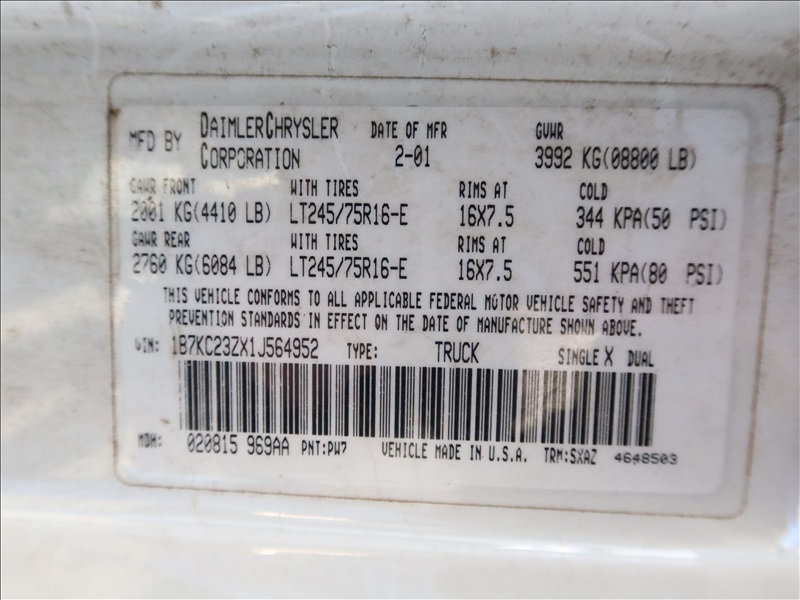 MFD BY DAIMLERCHRYSLER CORPORATION DATE OF MFR 2-01 GVWR 3992 KG(08800 LB)
GAWR FRONT WITH TIRES RIMS AT COLD
2001 KG(4410 LB) LT245/75R16-E 16X7.5 344 KPA(50 PSI)
GAWR REAR WITH TIRES RIMS AT COLD
2760 KG(6084 LB) LT245/75R16-E 16X7.5 551 KPA(80 PSI)
THIS VEHICLE CONFORMS TO ALL APPLICABLE FEDERAL MOTOR VEHICLE SAFETY AND THEFT
PREVENTION STANDARDS IN EFFECT ON THE DATE OF MANUFACTURE SHOWN ABOVE.
VIN: 1B7KC23ZX1J564952 TYPE: TRUCK SINGLE X DUAL
MDH: 020815 969AA PNT:PW7 VEHICLE MADE IN U.S.A. TRM:SXAZ 4648503